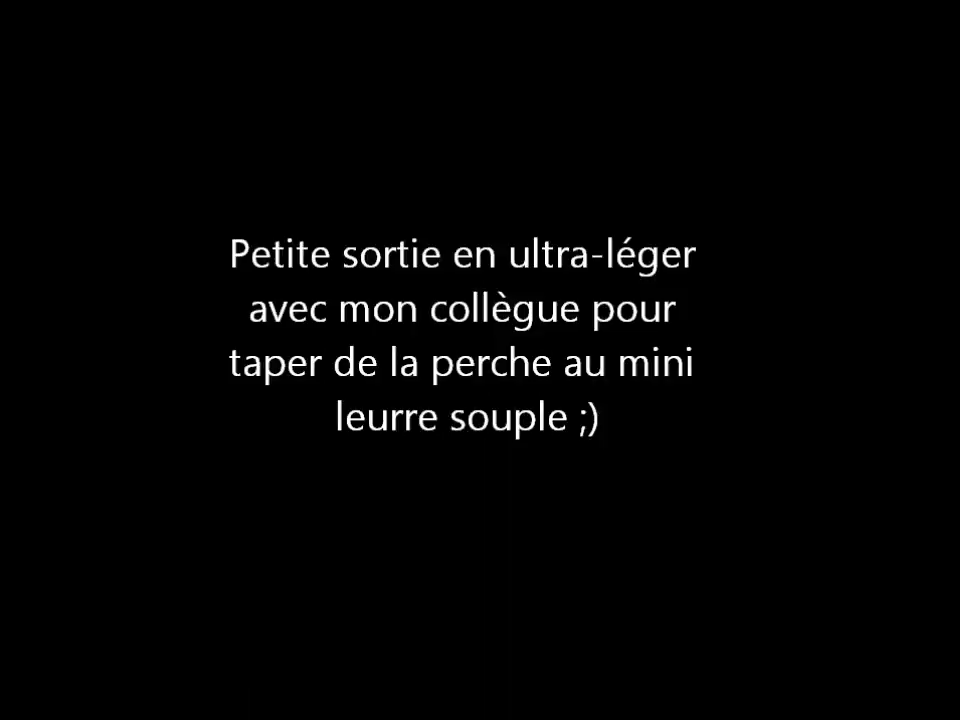 Petite sortie en ultra-léger
avec mon collègue pour
taper de la perche au mini
leurre souple ;)